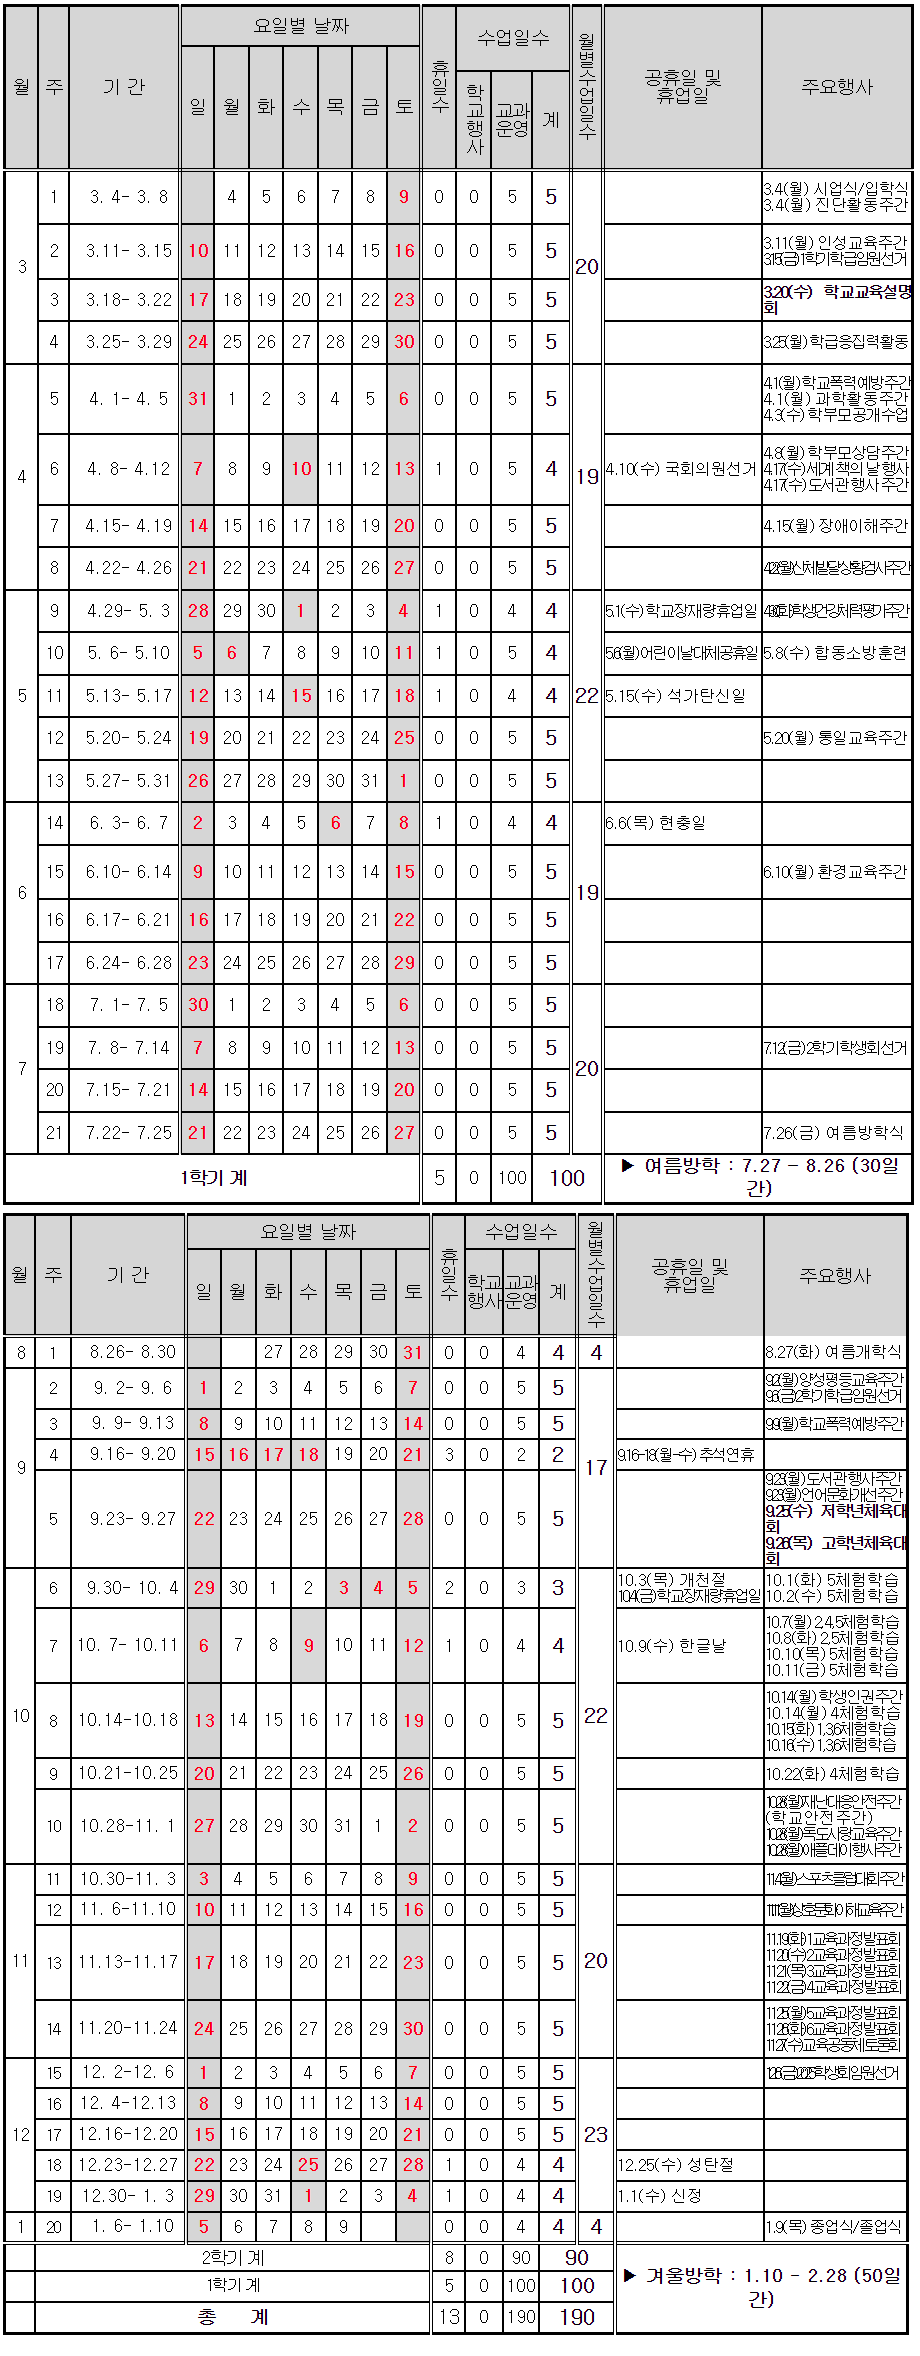 월 주 기 간 요일별 날짜 휴일수 수업일수 월별수업일수 공휴일 및 휴업일 주요행사
일 월 화 수 목 금 토 학교행사 교과운영 계
3 1 3. 4- 3. 8 4 5 6 7 8 9 0 0 5 5 20 3.4(월) 시업식/입학식
3.4(월) 진단활동주간
2 3.11- 3.15 10 11 12 13 14 15 16 0 0 5 5 3.11(월) 인성교육주간
3.15(금)1학기학급임원선거
3 3.18- 3.22 17 18 19 20 21 22 23 0 0 5 5 3.20(수) 학교교육설명
회
4 3.25- 3.29 24 25 26 27 28 29 30 0 0 5 5 3.25(월)학급응집력활동
4 5 4. 1- 4. 5 31 1 2 3 4 5 6 0 0 5 5 19 4.1(월)학교폭력예방주간
4.1(월) 과학활동주간
4.3(수)학부모공개수업
6 4. 8- 4.12 7 8 9 10 11 12 13 1 0 5 4 4.10(수) 국회의원선거 4.8(월)학부모상담주간
4.17(수)세계책의날행사
4.17(수)도서관행사주간
7 4.15- 4.19 14 15 16 17 18 19 20 0 0 5 5 4.15(월) 장애이해주간
8 4.22- 4.26 21 22 23 24 25 26 27 0 0 5 5 4.22(월)신체발달상황검사주간
5 9 4.29- 5. 3 28 29 30 1 2 3 4 1 0 4 4 22 5.1(수)학교장재량휴업일 4.30(화)학생건강체력평가주간
10 5. 6- 5.10 5 6 7 8 9 10 11 1 0 5 4 5.6(월)어린이날대체공휴일 5.8(수) 합동소방훈련
11 5.13- 5.17 12 13 14 15 16 17 18 1 0 4 4 5.15(수) 석가탄신일
12 5.20- 5.24 19 20 21 22 23 24 25 0 0 5 5 5.20(월) 통일교육주간
13 5.27- 5.31 26 27 28 29 30 31 1 0 0 5 5
6 14 6. 3- 6. 7 2 3 4 5 6 7 8 1 0 4 4 19 6.6(목) 현충일
15 6.10- 6.14 9 10 11 12 13 14 15 0 0 5 5 6.10(월) 환경교육주간
16 6.17- 6.21 16 17 18 19 20 21 22 0 0 5 5
17 6.24- 6.28 23 24 25 26 27 28 29 0 0 5 5
7 18 7. 1- 7. 5 30 1 2 3 4 5 6 0 0 5 5 20
19 7. 8- 7.14 7 8 9 10 11 12 13 0 0 5 5 7.12(금)2학기학생회선거
20 7.15- 7.21 14 15 16 17 18 19 20 0 0 5 5
21 7.22- 7.25 21 22 23 24 25 26 27 0 0 5 5 7.26(금) 여름방학식
1학기 계 5 0 100 100 ▶ 여름방학 : 7.27 - 8.26 (30일
간)
월 주 기 간 요일별 날짜 휴일수 수업일수 월별수업일수 공휴일 및 휴업일 주요행사
일 월 화 수 목 금 토 학교행사 교과운영 계
8 1 8.26- 8.30 27 28 29 30 31 0 0 4 4 4 8.27(화) 여름개학식
9 2 9. 2- 9. 6 1 2 3 4 5 6 7 0 0 5 5 17 9.2(월)양성평등교육주간
9.6(금)2학기학급임원선거
3 9. 9- 9.13 8 9 10 11 12 13 14 0 0 5 5 9.9(월)학교폭력예방주간
4 9.16- 9.20 15 16 17 18 19 20 21 3 0 2 2 9.16-18(월-수)추석연휴
5 9.23- 9.27 22 23 24 25 26 27 28 0 0 5 5 9.23(월)도서관행사주간
9.23(월)언어문화개선주간
9.25(수) 저학년체육대
회
9.26(목) 고학년체육대
회
10 6 9.30- 10. 4 29 30 1 2 3 4 5 2 0 3 3 22 10.3(목) 개천절 10.1(화) 5체험학습
10.4(금)학교장재량휴업일 10.2(수) 5체험학습
7 10. 7- 10.11 6 7 8 9 10 11 12 1 0 4 4 10.9(수) 한글날 10.7(월)2,4,5체험학습
10.8(화) 2,5체험학습
10.10(목) 5체험학습
10.11(금) 5체험학습
8 10.14-10.18 13 14 15 16 17 18 19 0 0 5 5 10.14(월)학생인권주간
10.14(월) 4체험학습
10.15(화)1,3,6체험학습
10.16(수)1,3,6체험학습
9 10.21-10.25 20 21 22 23 24 25 26 0 0 5 5 10.22(화) 4체험학습
10 10.28-11. 1 27 28 29 30 31 1 2 0 0 5 5 10.28(월)재난대응안전주간
(학교안전주간)
10.28(월)독도사랑교육주간
10.28(월)애플데이행사주간
11 11 10.30-11. 3 3 4 5 6 7 8 9 0 0 5 5 20 11.4(월)스포츠클럽대회주간
12 11. 6-11.10 10 11 12 13 14 15 16 0 0 5 5 11.11(월)상호문화이해교육주간
13 11.13-11.17 17 18 19 20 21 22 23 0 0 5 5 11.19(화)1교육과정발표회
11.20(수)2교육과정발표회
11.21(목)3교육과정발표회
11.22(금)4교육과정발표회
14 11.20-11.24 24 25 26 27 28 29 30 0 0 5 5 11.25(월)5교육과정발표회
11.26(화)6교육과정발표회
11.27(수)교육공동체토론회
12 15 12. 2-12. 6 1 2 3 4 5 6 7 0 0 5 5 23 12.6(금)2025학생회임원선거
16 12. 4-12.13 8 9 10 11 12 13 14 0 0 5 5
17 12.16-12.20 15 16 17 18 19 20 21 0 0 5 5
18 12.23-12.27 22 23 24 25 26 27 28 1 0 4 4 12.25(수) 성탄절
19 12.30- 1. 3 29 30 31 1 2 3 4 1 0 4 4 1.1(수) 신정
1 20 1. 6- 1.10 5 6 7 8 9 0 0 4 4 4 1.9(목) 종업식/졸업식
2학기 계 8 0 90 90 ▶ 겨울방학 : 1.10 - 2.28 (50일
간)
1학기 계 5 0 100 100
총 계 13 0 190 190